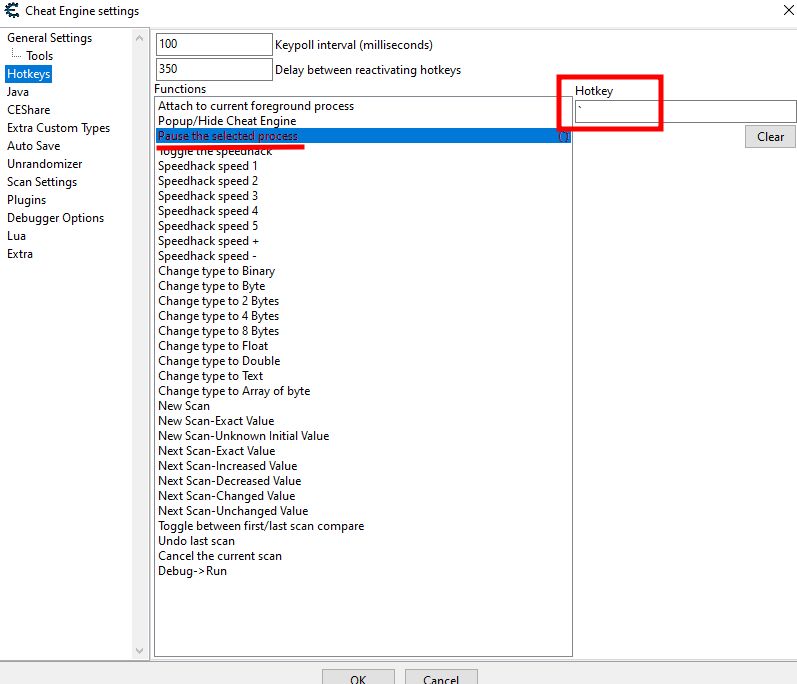 Cheat Engine settings
General Settings
Tools
Hotkeys
Java
CEShare
Extra Custom Types
Auto Save
Unrandomizer
Scan Settings
Plugins
Debugger Options
Lua
Extra
100 Keypoll interval (milliseconds)
350 Delay between reactivating hotkeys
Functions
Attach to current foreground process
Popup/Hide Cheat Engine
Pause the selected process (`)
Toggle the speedhack
Speedhack speed 1
Speedhack speed 2
Speedhack speed 3
Speedhack speed 4
Speedhack speed 5
Speedhack speed +
Speedhack speed -
Change type to Binary
Change type to Byte
Change type to 2 Bytes
Change type to 4 Bytes
Change type to 8 Bytes
Change type to Float
Change type to Double
Change type to Text
Change type to Array of byte
New Scan
New Scan-Exact Value
New Scan-Unknown Initial Value
Next Scan-Exact Value
Next Scan-Increased Value
Next Scan-Decreased Value
Next Scan-Changed Value
Next Scan-Unchanged Value
Toggle between first/last scan compare
Undo last scan
Cancel the current scan
Debug->Run
Hotkey
`
Clear
OK
Cancel